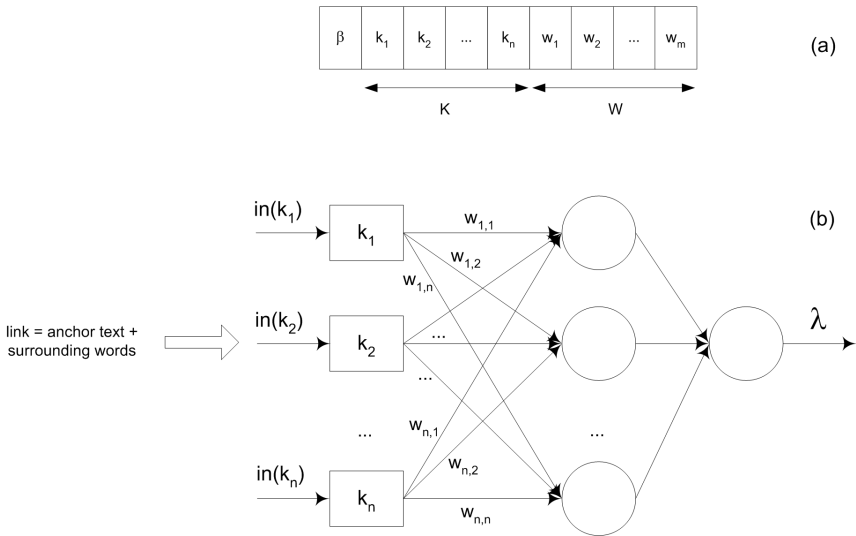 β k₁ k₂ ... kₙ w₁ w₂ ... wₘ
(a)
K W
(b)
in(k₁) k₁ w₁,₁
w₁,₂
w₁,ₙ
λ
link = anchor text +
surrounding words
in(k₂) k₂ ...
...
... wₙ,₁ ...
wₙ,₂
in(kₙ) kₙ
wₙ,ₙ